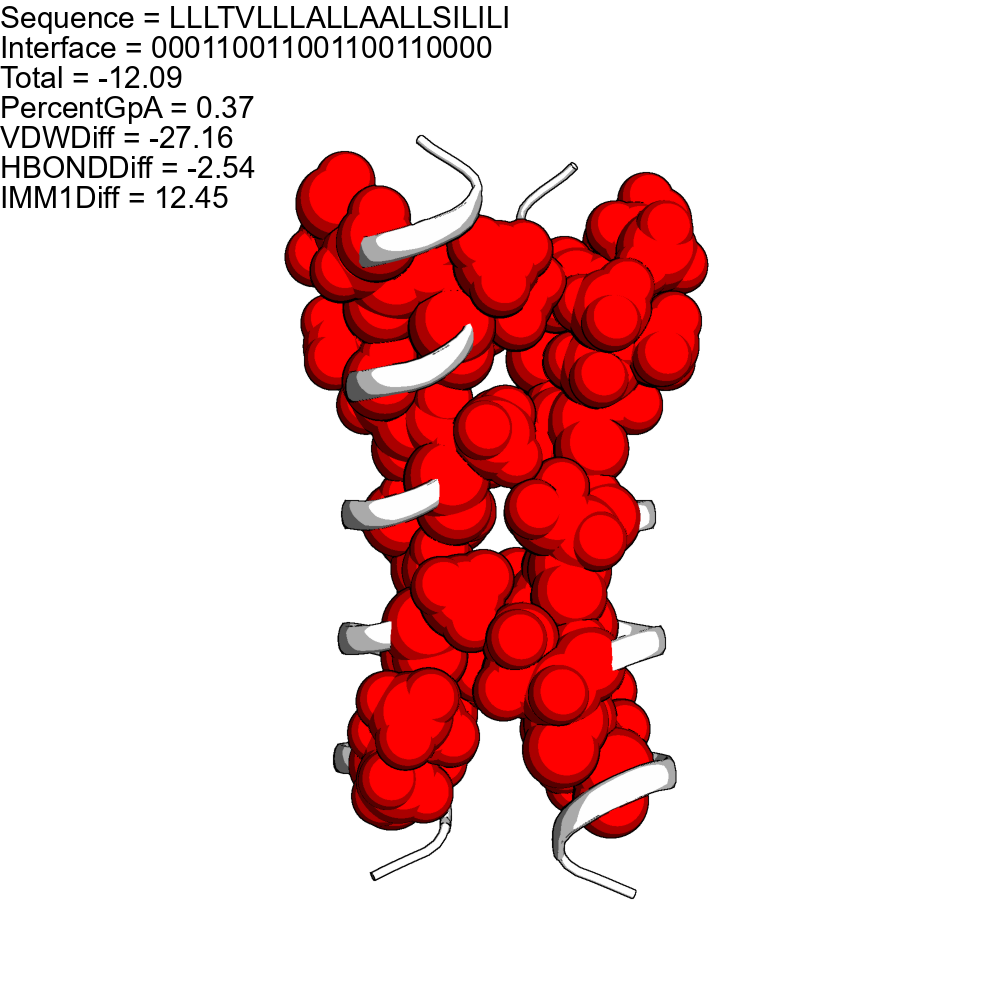 Sequence = LLLTVLLLALLAALLSILILI
Interface = 000110011001100110000
Total = -12.09
PercentGpA = 0.37
VDWDiff = -27.16
HBONDDiff = -2.54
IMM1Diff = 12.45